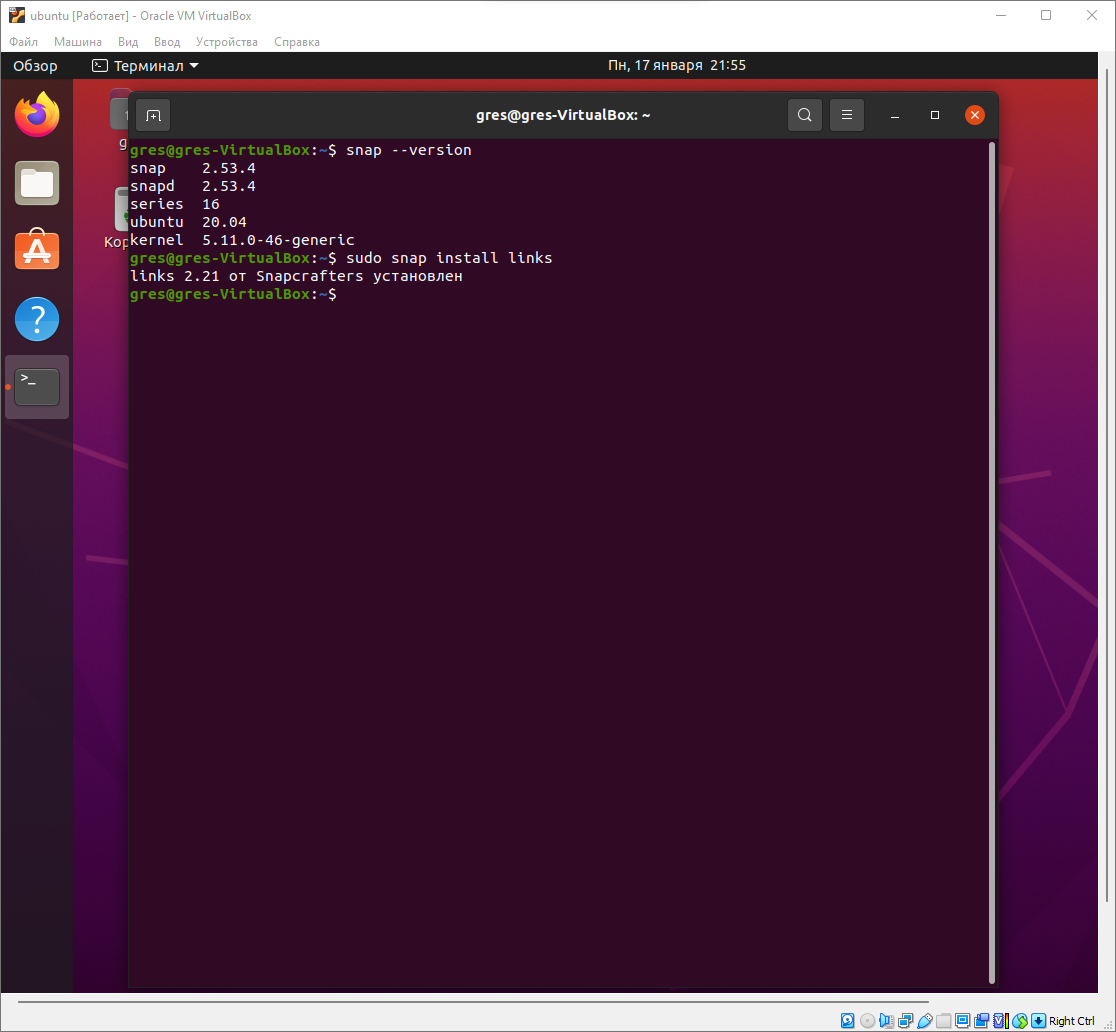 ubuntu [Работает] - Oracle VM VirtualBox
Файл Машина Вид Ввод Устройства Справка
Обзор Терминал Пн, 17 января 21:55
gres@gres-VirtualBox: ~
g
Кор
gres@gres-VirtualBox:~$ snap --version
snap 2.53.4
snapd 2.53.4
series 16
ubuntu 20.04
kernel 5.11.0-46-generic
gres@gres-VirtualBox:~$ sudo snap install links
links 2.21 от Snapcrafters установлен
gres@gres-VirtualBox:~$
Right Ctrl